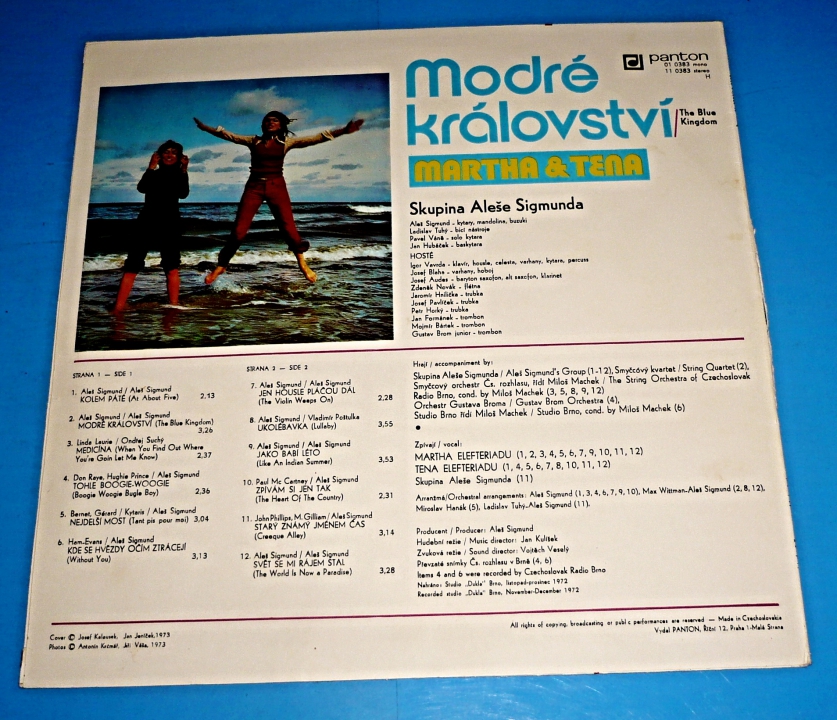 Modré
království
/The Blue
Kingdom
panton
01 0383 mono
11 0383 stereo
H
MARTHA & TENA
Skupina Aleše Sigmunda
Aleš Sigmund - kytary, mandolína, buzuki
Ladislav Tuhý - bicí nástroje
Pavel Váně - sólo kytara
Jan Hubáček - baskytara
HOSTÉ
Igor Vavrda - klavír, housle, celesta, varhany, kytara, percuss
Josef Blaha - varhany, hoboj
Josef Audes - baryton saxofon, alt saxofon, klarinet
Zdeněk Novák - flétna
Jaromír Hnilička - trubka
Josef Pavlíček - trubka
Petr Horký - trubka
Jan Formánek - trombon
Mojmír Bártek - trombon
Gustav Brom junior - trombon
STRANA 1 — SIDE 1
1. Aleš Sigmund / Aleš Sigmund
KOLEM PÁTÉ (At About Five) 2,13
2. Aleš Sigmund / Aleš Sigmund
MODRÉ KRÁLOVSTVÍ (The Blue Kingdom)
3,26
3. Linda Laurie / Ondřej Suchý
MEDICÍNA (When You Find Out Where
You're Goin Let Me Know) 2,37
4. Don Raye, Hughie Prince / Aleš Sigmund
TOHLE BOOGIE-WOOGIE
(Boogie Woogie Bugle Boy) 2,36
5. Bernet, Gérard / Kytaris / Aleš Sigmund
NEJDELŠÍ MOST (Tant pis pour moi) 3,04
6. Ham-Evans / Aleš Sigmund
KDE SE HVĚZDY OČÍM ZTRÁCEJÍ
(Without You) 3,13
STRANA 2 — SIDE 2
7. Aleš Sigmund / Aleš Sigmund
JEN HOUSLE PLÁČOU DÁL
(The Violin Weeps On) 2,28
8. Aleš Sigmund / Vladimír Poštulka
UKOLÉBAVKA (Lullaby) 3,55
9. Aleš Sigmund / Aleš Sigmund
JAKO BABÍ LÉTO
(Like An Indian Summer) 3,53
10. Paul Mc Cartney / Aleš Sigmund
ZPÍVÁM SI JEN TAK
(The Heart Of The Country) 2,31
11. John Phillips, M. Gilliam / Aleš Sigmund
STARÝ ZNÁMÝ JMÉNEM ČAS
(Creeque Alley) 3,14
12. Aleš Sigmund / Aleš Sigmund
SVĚT SE MI RÁJEM STAL
(The World Is Now a Paradise) 3,28
Hrají / accompaniment by:
Skupina Aleše Sigmunda / Aleš Sigmund's Group (1-12), Smyčcový kvartet / String Quartet (2),
Smyčcový orchestr Čs. rozhlasu, řídí Miloš Machek / The String Orchestra of Czechoslovak
Radio Brno, cond. by Miloš Machek (3, 5, 8, 9, 12)
Orchestr Gustava Broma / Gustav Brom Orchestra (4),
Studio Brno řídí Miloš Machek / Studio Brno, cond. by Miloš Machek (6)
•
Zpívají / vocal:
MARTHA ELEFTERIADU (1, 2, 3, 4, 5, 6, 7, 9, 10, 11, 12)
TENA ELEFTERIADU (1, 4, 5, 6, 7, 8, 10, 11, 12)
Skupina Aleše Sigmunda (11)
Aranžmá/Orchestral arrangements: Aleš Sigmund (1, 3, 4, 6, 7, 9, 10), Max Wittman-Aleš Sigmund (2, 8, 12),
Miroslav Hanák (5), Ladislav Tuhý-Aleš Sigmund (11).
Producent / Producer: Aleš Sigmund
Hudební režie / Music director: Jan Kulíšek
Zvuková režie / Sound director: Vojtěch Veselý
Převzaté snímky Čs. rozhlasu v Brně (4, 6)
Items 4 and 6 were recorded by Czechoslovak Radio Brno
Nahráno: Studio „Dukla" Brno, listopad-prosinec 1972
Recorded studio „Dukla" Brno, November-December 1972
Cover © Josef Kalousek, Jan Jeníček, 1973
Photos © Antonín Krčmář, Jiří Váša, 1973
All rights of copying, broadcasting or public performances are reserved — Made in Czechoslovakia
Vydal PANTON, Říční 12, Praha 1-Malá Strana